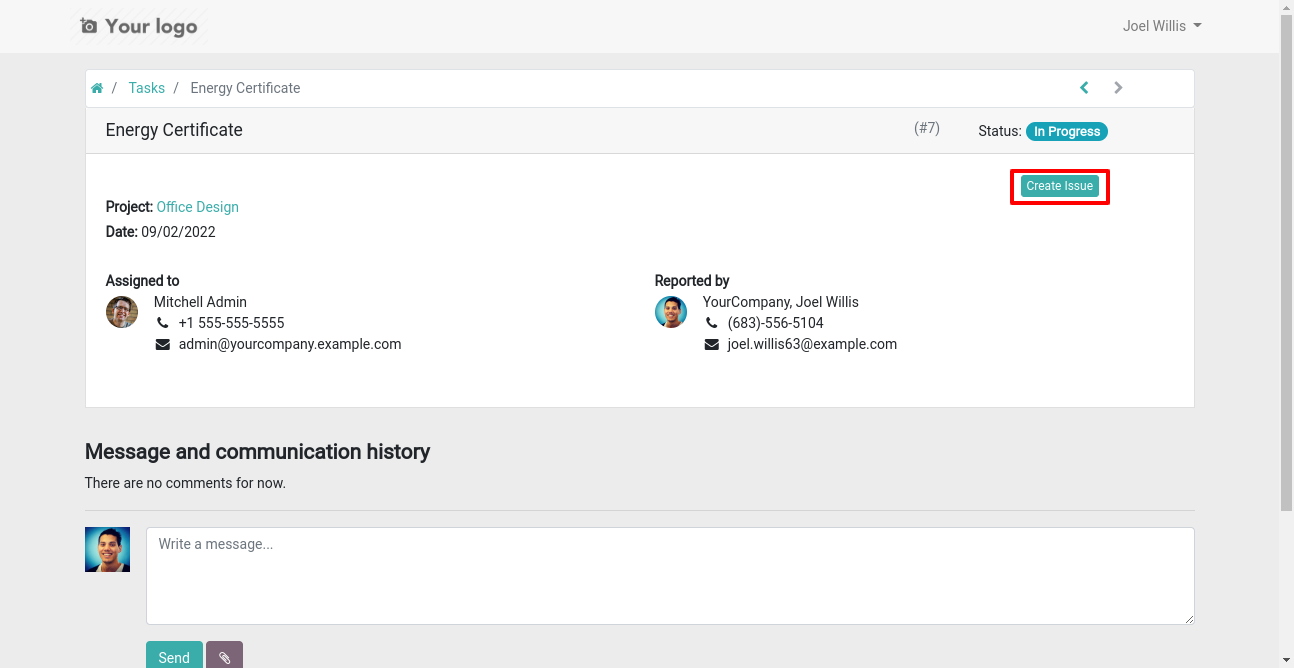 Your logo
Joel Willis
/ Tasks / Energy Certificate
Energy Certificate
(#7)
Status: In Progress
Create Issue
Project: Office Design
Date: 09/02/2022
Assigned to
Mitchell Admin
+1 555-555-5555
admin@yourcompany.example.com
Reported by
YourCompany, Joel Willis
(683)-556-5104
joel.willis63@example.com
Message and communication history
There are no comments for now.
Write a message...
Send